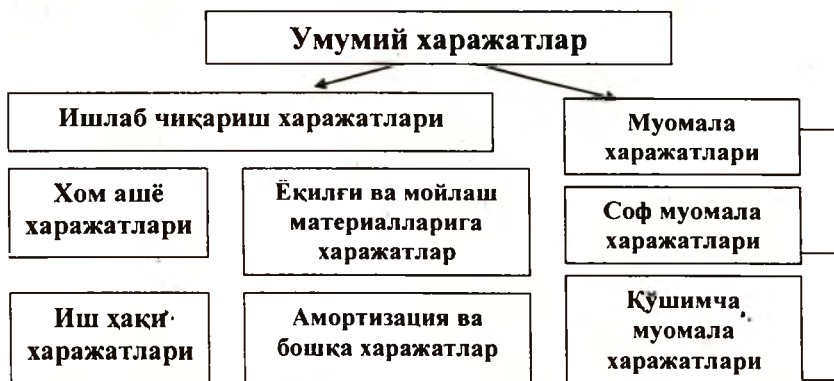 Умумий харажатлар
Ишлаб чиқариш харажатлари
Муомала
харажатлари
Хом ашё
харажатлари
Ёқилғи ва мойлаш
материалларига
харажатлар
Соф муомала
харажатлари
Иш ҳақи
харажатлари
Амортизация ва
бошқа харажатлар
Қўшимча
муомала
харажатлари